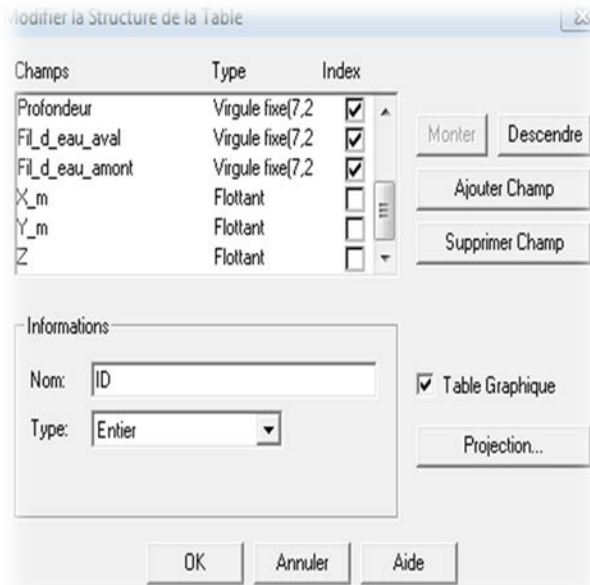 Modifier la Structure de la Table
Champs Type Index
Profondeur Virgule fixe(7,2
Fil_d_eau_aval Virgule fixe(7,2
Fil_d_eau_amont Virgule fixe(7,2
X_m Flottant
Y_m Flottant
Z Flottant
Monter Descendre
Ajouter Champ
Supprimer Champ
Informations
Nom: ID
Type: Entier
Table Graphique
Projection...
OK Annuler Aide